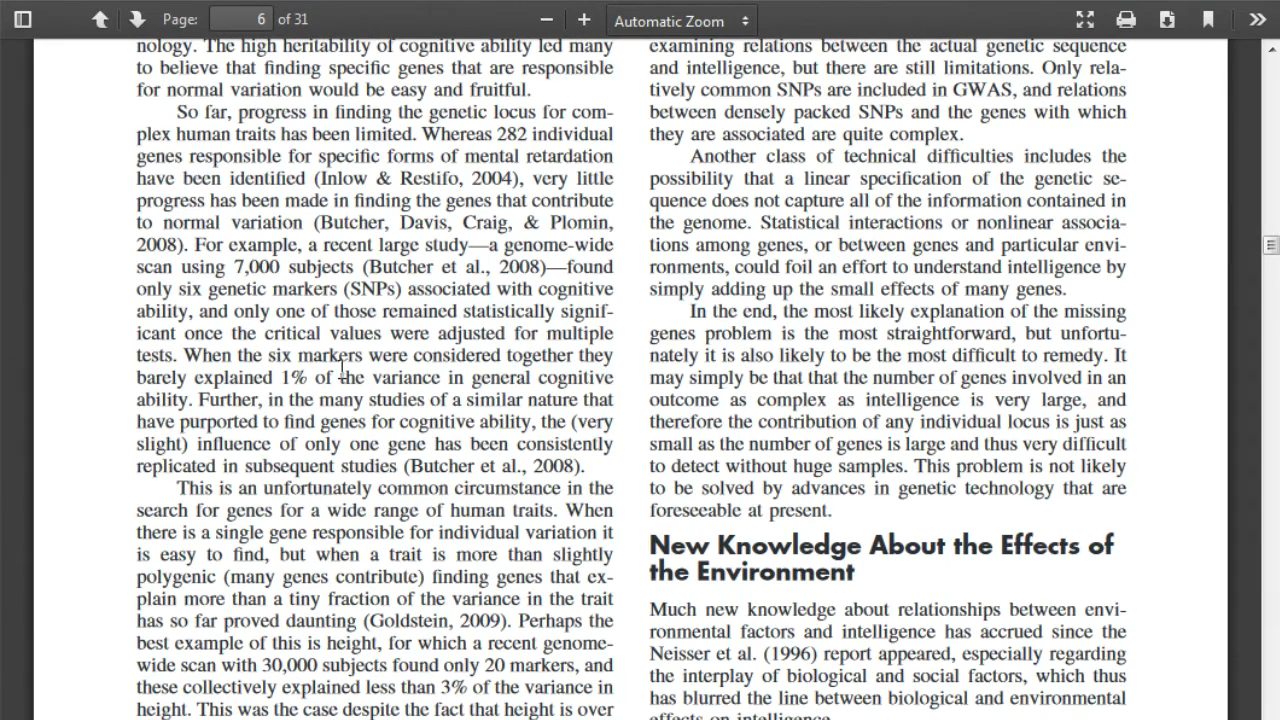 Page: 6 of 31 Automatic Zoom
nology. The high heritability of cognitive ability led many
to believe that finding specific genes that are responsible
for normal variation would be easy and fruitful.
So far, progress in finding the genetic locus for com-
plex human traits has been limited. Whereas 282 individual
genes responsible for specific forms of mental retardation
have been identified (Inlow & Restifo, 2004), very little
progress has been made in finding the genes that contribute
to normal variation (Butcher, Davis, Craig, & Plomin,
2008). For example, a recent large study—a genome-wide
scan using 7,000 subjects (Butcher et al., 2008)—found
only six genetic markers (SNPs) associated with cognitive
ability, and only one of those remained statistically signif-
icant once the critical values were adjusted for multiple
tests. When the six markers were considered together they
barely explained 1% of the variance in general cognitive
ability. Further, in the many studies of a similar nature that
have purported to find genes for cognitive ability, the (very
slight) influence of only one gene has been consistently
replicated in subsequent studies (Butcher et al., 2008).
This is an unfortunately common circumstance in the
search for genes for a wide range of human traits. When
there is a single gene responsible for individual variation it
is easy to find, but when a trait is more than slightly
polygenic (many genes contribute) finding genes that ex-
plain more than a tiny fraction of the variance in the trait
has so far proved daunting (Goldstein, 2009). Perhaps the
best example of this is height, for which a recent genome-
wide scan with 30,000 subjects found only 20 markers, and
these collectively explained less than 3% of the variance in
height. This was the case despite the fact that height is over
examining relations between the actual genetic sequence
and intelligence, but there are still limitations. Only rela-
tively common SNPs are included in GWAS, and relations
between densely packed SNPs and the genes with which
they are associated are quite complex.
Another class of technical difficulties includes the
possibility that a linear specification of the genetic se-
quence does not capture all of the information contained in
the genome. Statistical interactions or nonlinear associa-
tions among genes, or between genes and particular envi-
ronments, could foil an effort to understand intelligence by
simply adding up the small effects of many genes.
In the end, the most likely explanation of the missing
genes problem is the most straightforward, but unfortu-
nately it is also likely to be the most difficult to remedy. It
may simply be that that the number of genes involved in an
outcome as complex as intelligence is very large, and
therefore the contribution of any individual locus is just as
small as the number of genes is large and thus very difficult
to detect without huge samples. This problem is not likely
to be solved by advances in genetic technology that are
foreseeable at present.
New Knowledge About the Effects of
the Environment
Much new knowledge about relationships between envi-
ronmental factors and intelligence has accrued since the
Neisser et al. (1996) report appeared, especially regarding
the interplay of biological and social factors, which thus
has blurred the line between biological and environmental
effects on intelligence.